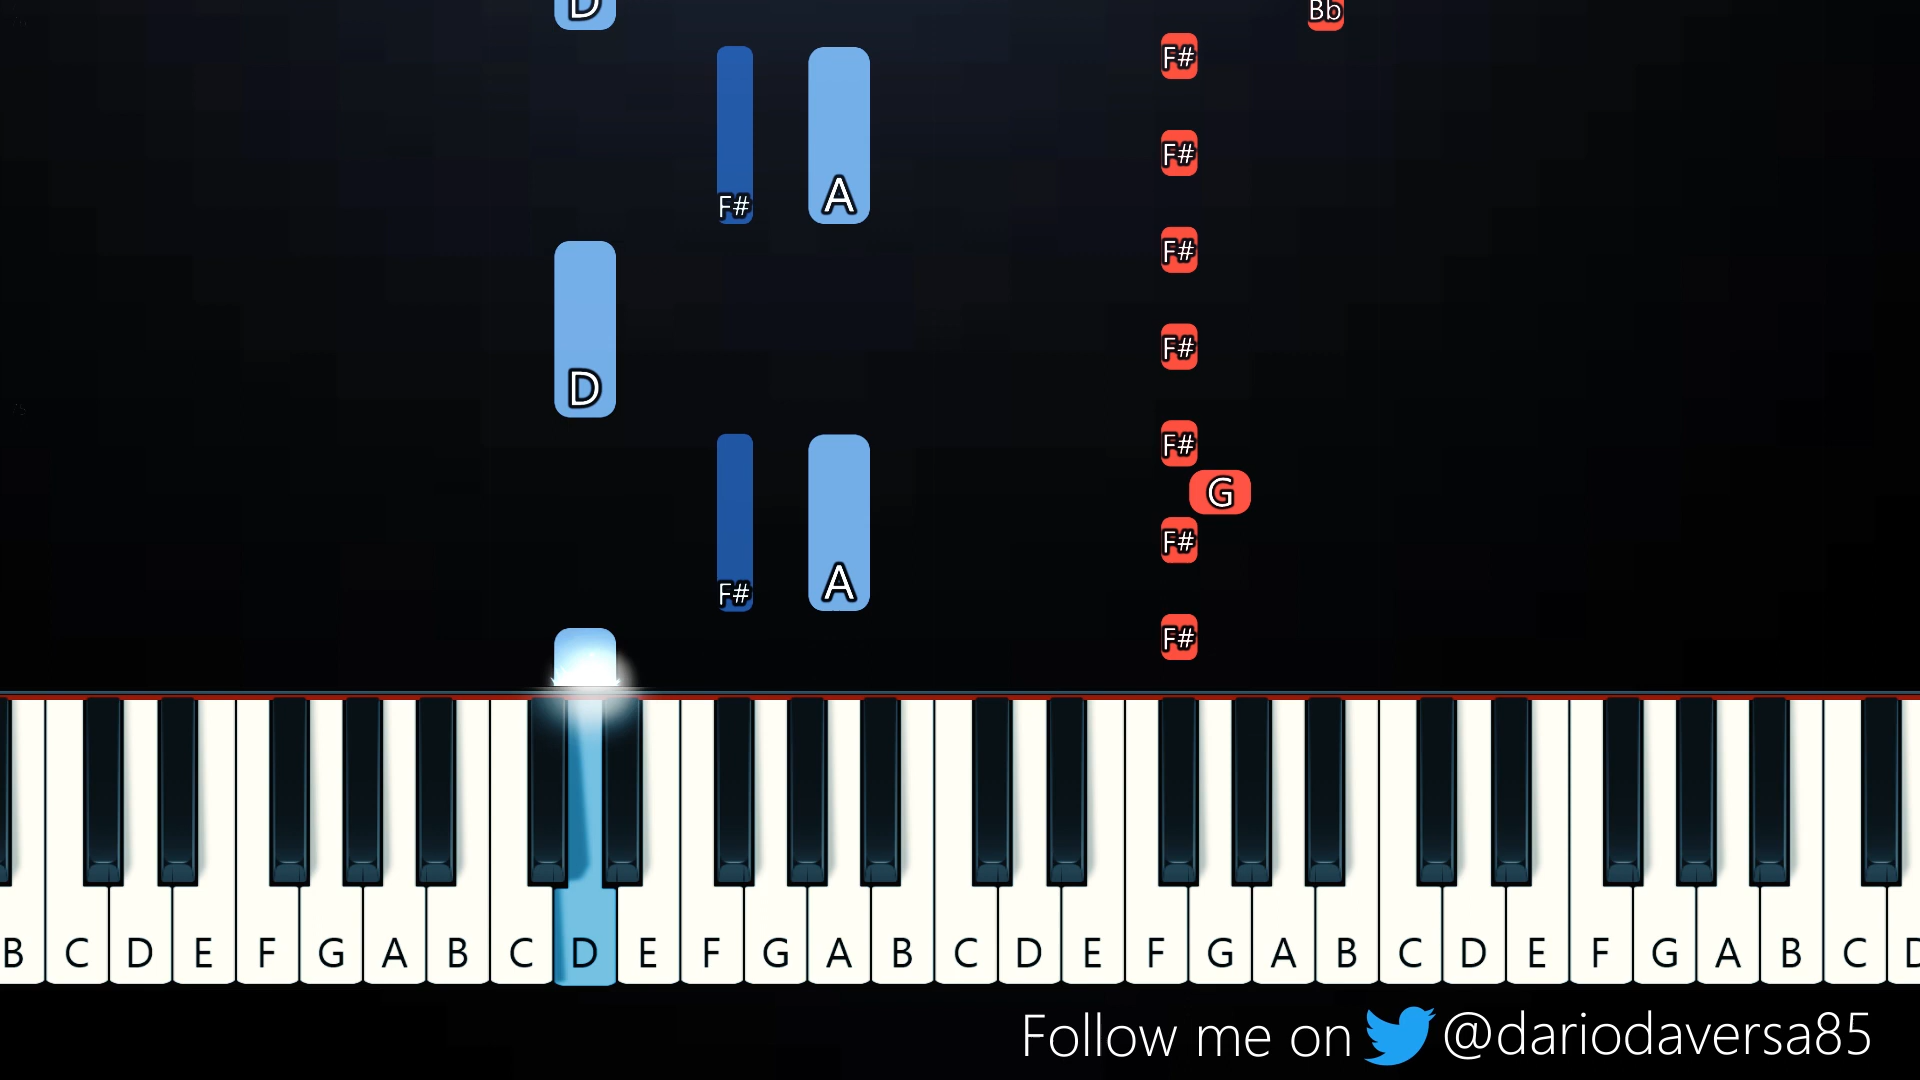 D Bb
F#
F# A F#
F#
D F#
F#
G
F# A F#
F#
B C D E F G A B C D E F G A B C D E F G A B C D E F G A B C D
Follow me on @dariodaversa85